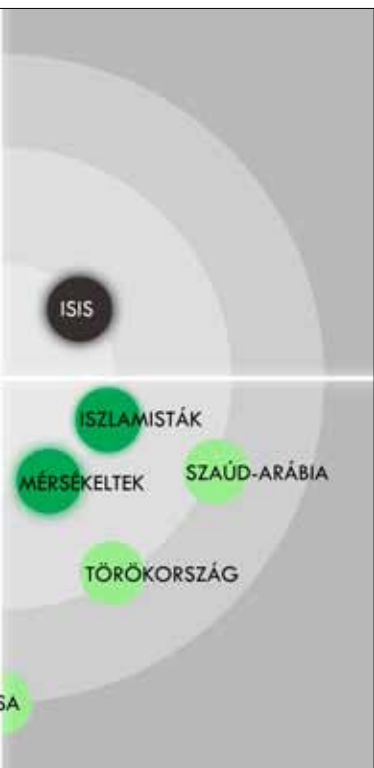 ISIS
ISZLAMISTÁK
SZAÚD-ARÁBIA
MÉRSÉKELTEK
TÖRÖKORSZÁG
SA